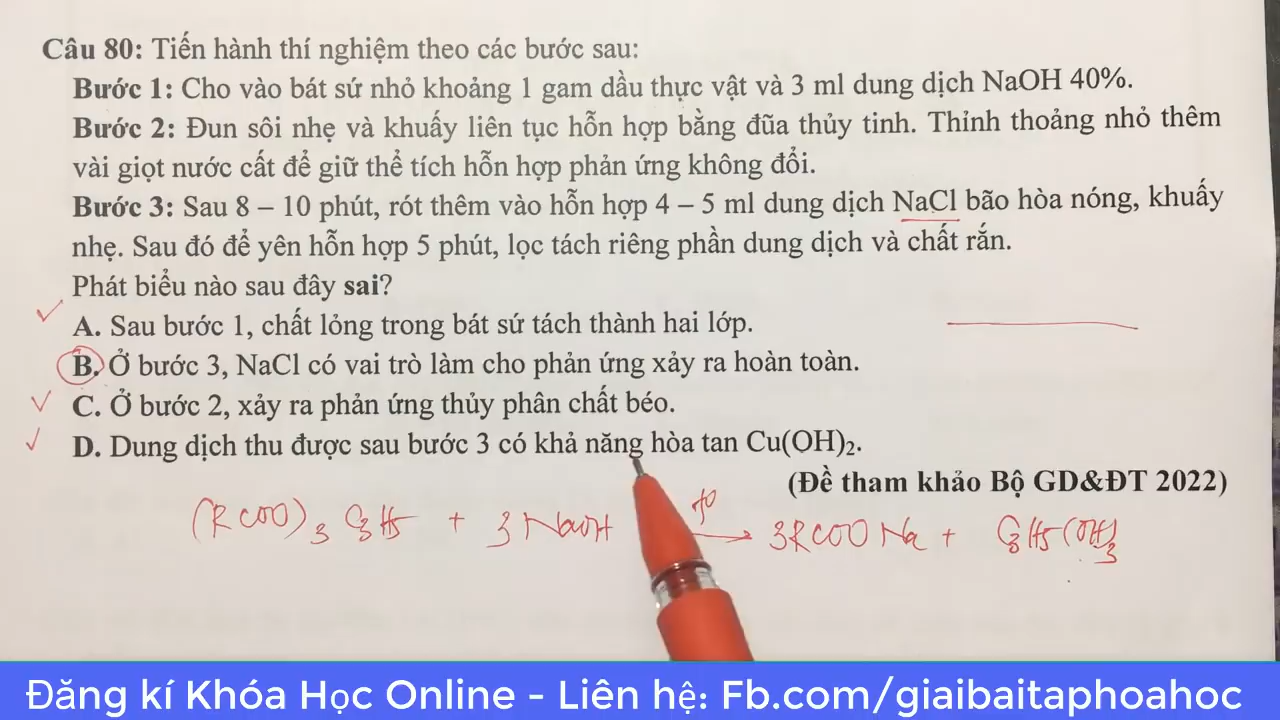 Câu 80: Tiến hành thí nghiệm theo các bước sau:
Bước 1: Cho vào bát sứ nhỏ khoảng 1 gam dầu thực vật và 3 ml dung dịch NaOH 40%.
Bước 2: Đun sôi nhẹ và khuấy liên tục hỗn hợp bằng đũa thủy tinh. Thỉnh thoảng nhỏ thêm
vài giọt nước cất để giữ thể tích hỗn hợp phản ứng không đổi.
Bước 3: Sau 8 – 10 phút, rót thêm vào hỗn hợp 4 – 5 ml dung dịch NaCl bão hòa nóng, khuấy
nhẹ. Sau đó để yên hỗn hợp 5 phút, lọc tách riêng phần dung dịch và chất rắn.
Phát biểu nào sau đây sai?
A. Sau bước 1, chất lỏng trong bát sứ tách thành hai lớp.
B. Ở bước 3, NaCl có vai trò làm cho phản ứng xảy ra hoàn toàn.
C. Ở bước 2, xảy ra phản ứng thủy phân chất béo.
D. Dung dịch thu được sau bước 3 có khả năng hòa tan Cu(OH)₂.
(Đề tham khảo Bộ GD&ĐT 2022)
(RCOO)₃C₃H₅ + 3NaOH t° → 3RCOONa + C₃H₅(OH)₃
Đăng kí Khóa Học Online - Liên hệ: Fb.com/giaibaitaphoahoc